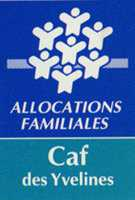 ALLOCATIONS
FAMILIALES
Caf
des Yvelines